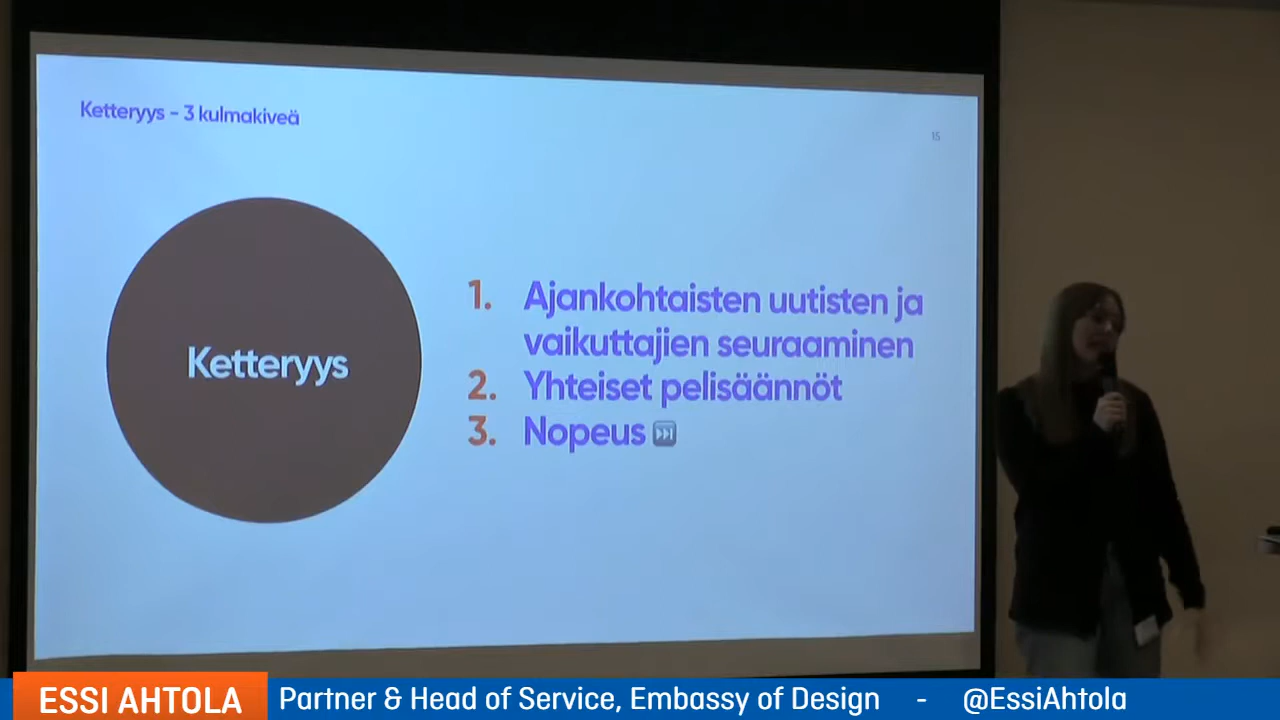 Ketteryys - 3 kulmakiveä
15
Ketteryys
1. Ajankohtaisten uutisten ja
vaikuttajien seuraaminen
2. Yhteiset pelisäännöt
3. Nopeus ⏭
ESSI AHTOLA Partner & Head of Service, Embassy of Design - @EssiAhtola